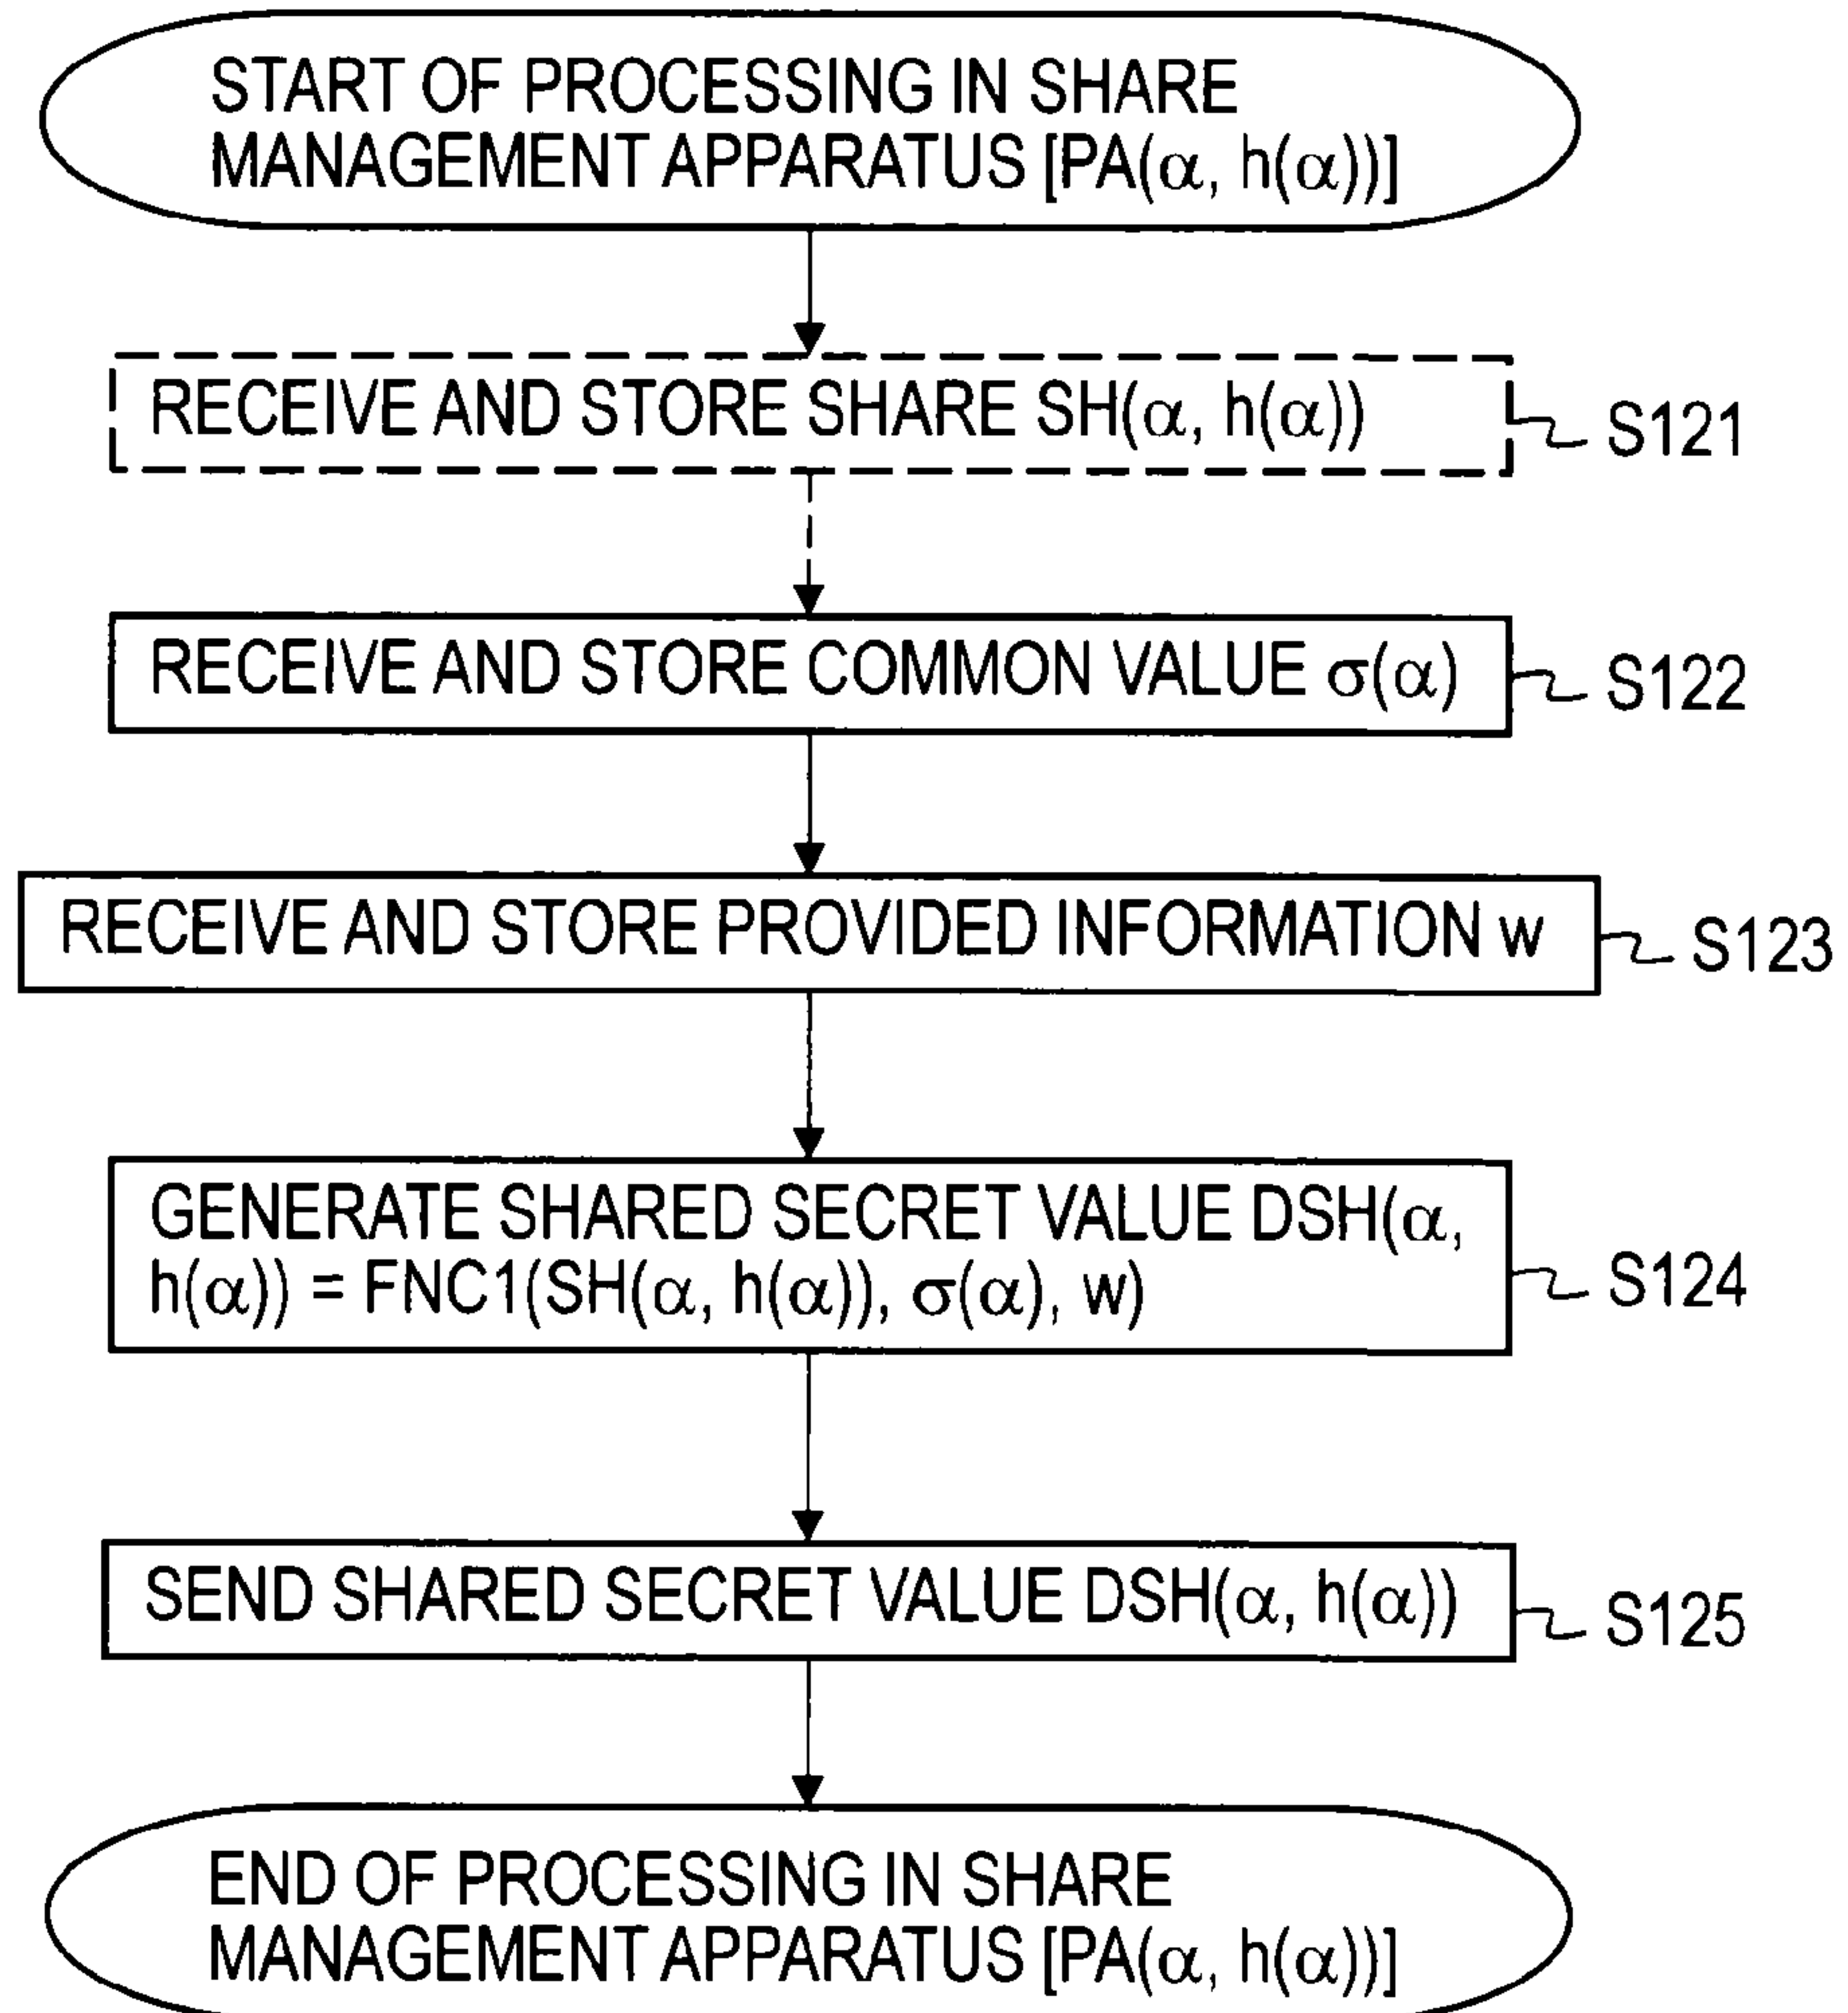 START OF PROCESSING IN SHARE
MANAGEMENT APPARATUS [PA(α, h(α))]
RECEIVE AND STORE SHARE SH(α, h(α))
S121
RECEIVE AND STORE COMMON VALUE σ(α)
S122
RECEIVE AND STORE PROVIDED INFORMATION w
S123
GENERATE SHARED SECRET VALUE DSH(α,
h(α)) = FNC1(SH(α, h(α)), σ(α), w)
S124
SEND SHARED SECRET VALUE DSH(α, h(α))
S125
END OF PROCESSING IN SHARE
MANAGEMENT APPARATUS [PA(α, h(α))]